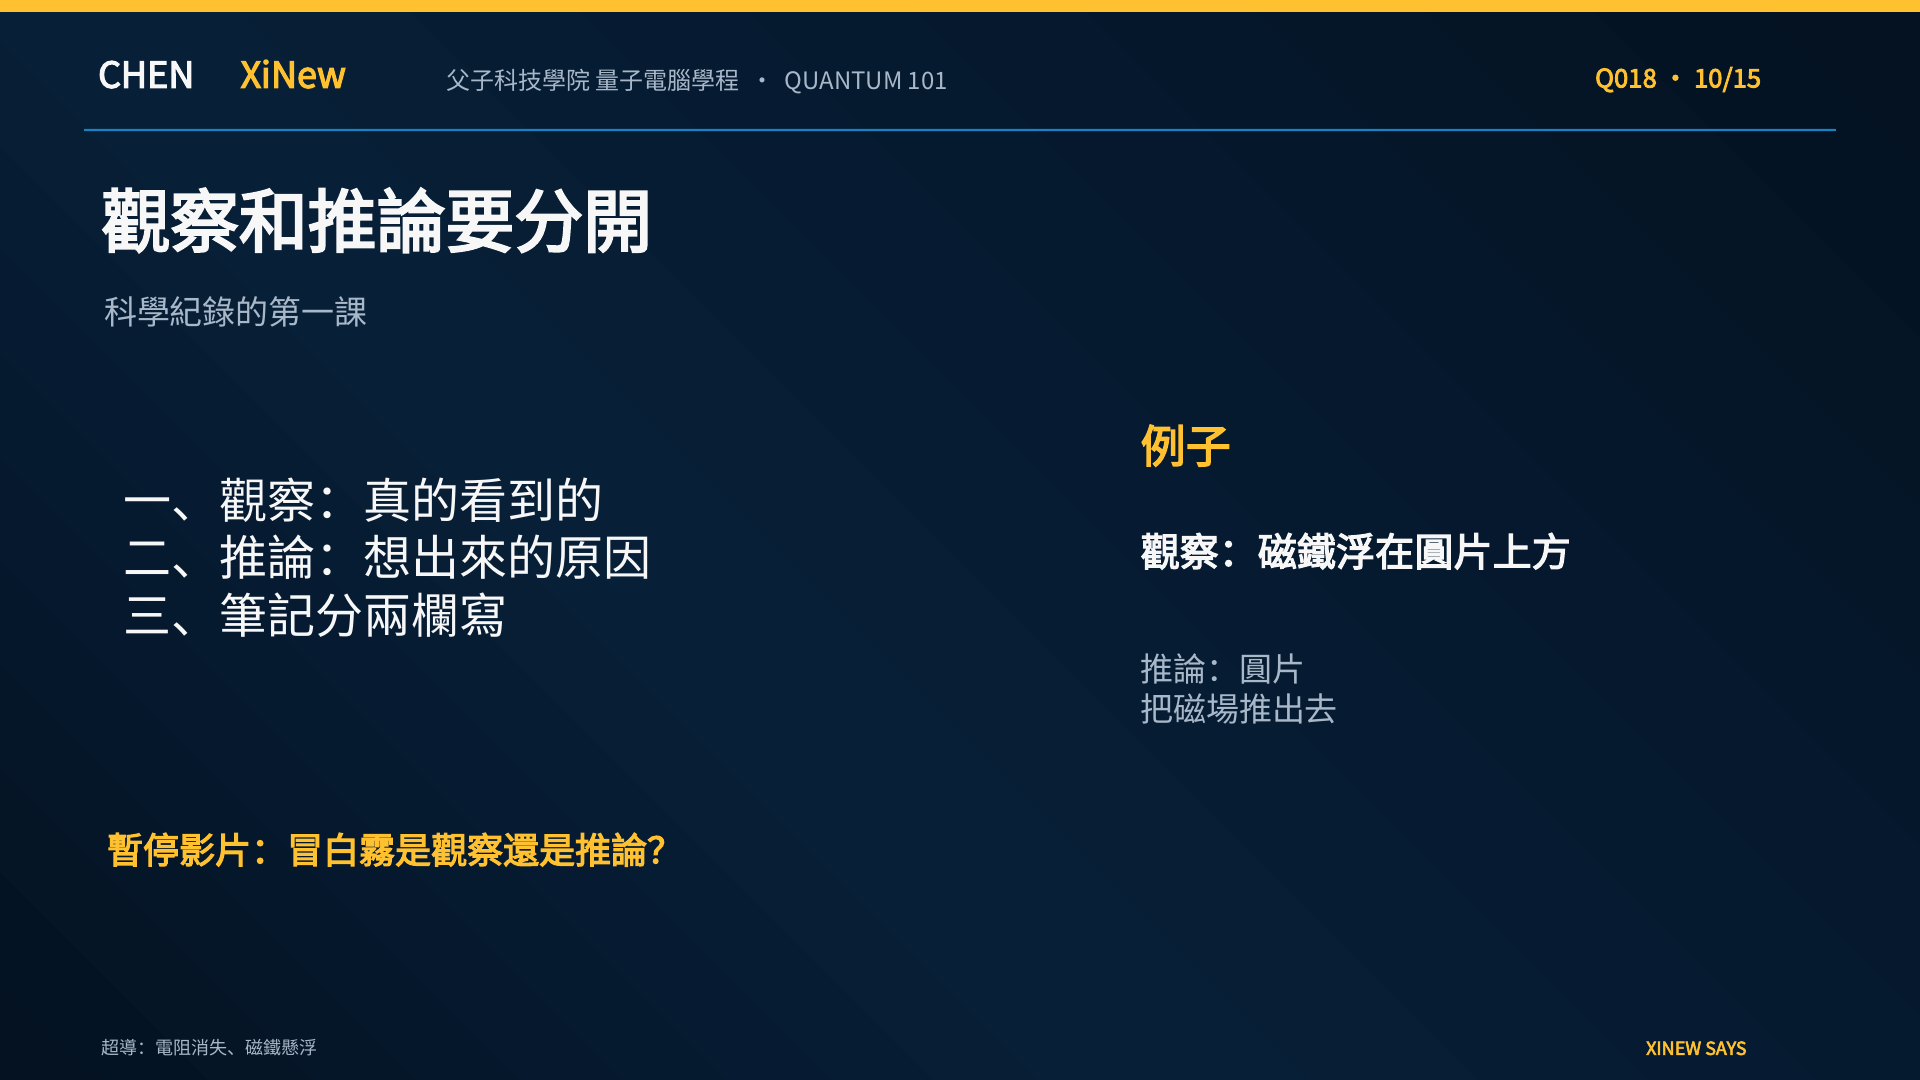 CHEN XiNew 父子科技學院 量子電腦學程 · QUANTUM 101 Q018 · 10/15
觀察和推論要分開
科學紀錄的第一課
一、觀察：真的看到的
二、推論：想出來的原因
三、筆記分兩欄寫
例子
觀察：磁鐵浮在圓片上方
推論：圓片
把磁場推出去
暫停影片：冒白霧是觀察還是推論？
超導：電阻消失、磁鐵懸浮 XINEW SAYS